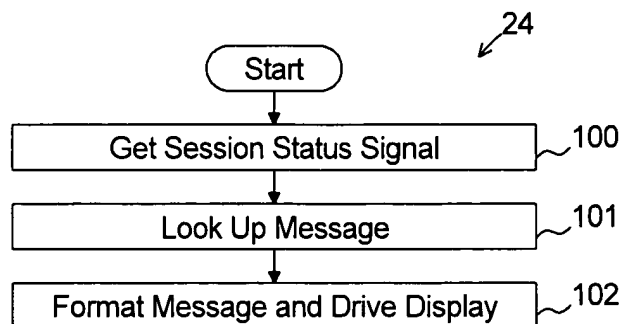 24
Start
Get Session Status Signal
100
Look Up Message
101
Format Message and Drive Display
102